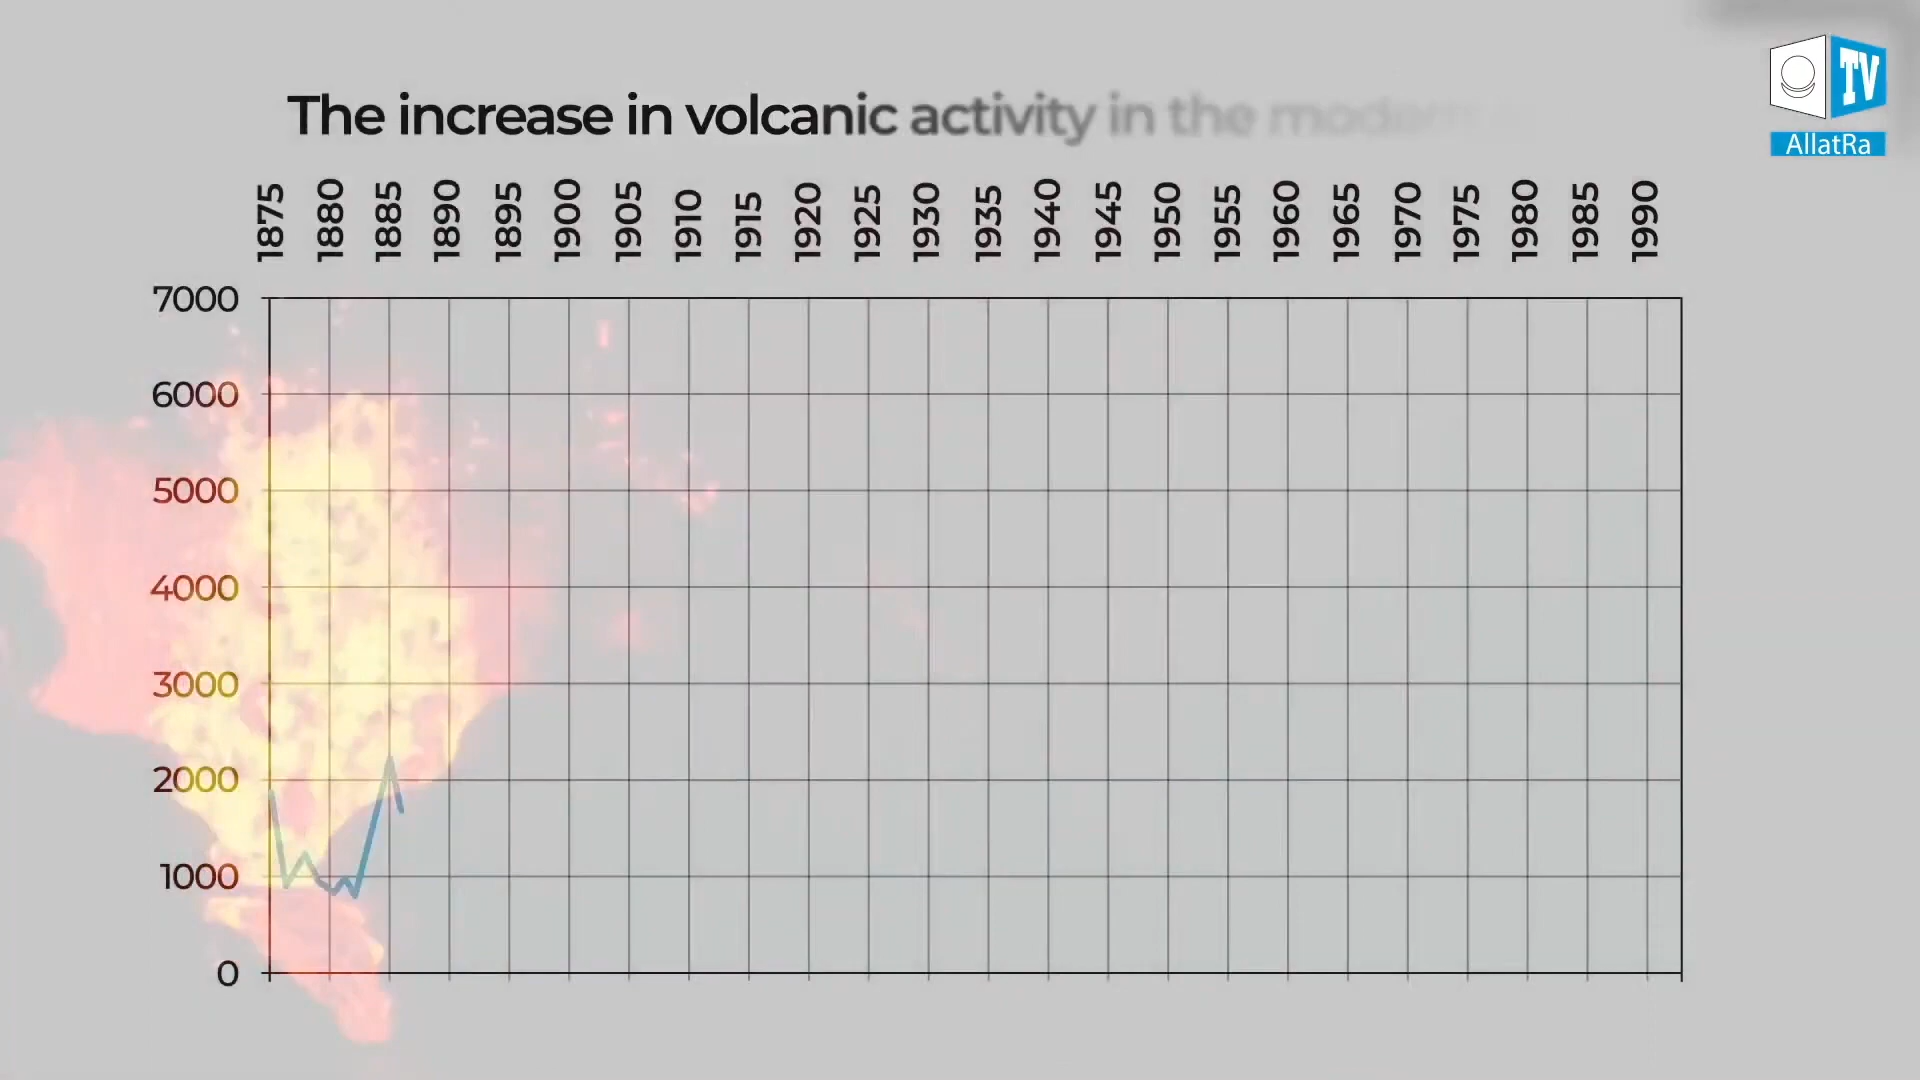 The increase in volcanic activity in the modern
TV
AllatRa
1875 1880 1885 1890 1895 1900 1905 1910 1915 1920 1925 1930 1935 1940 1945 1950 1955 1960 1965 1970 1975 1980 1985 1990
7000
6000
5000
4000
3000
2000
1000
0